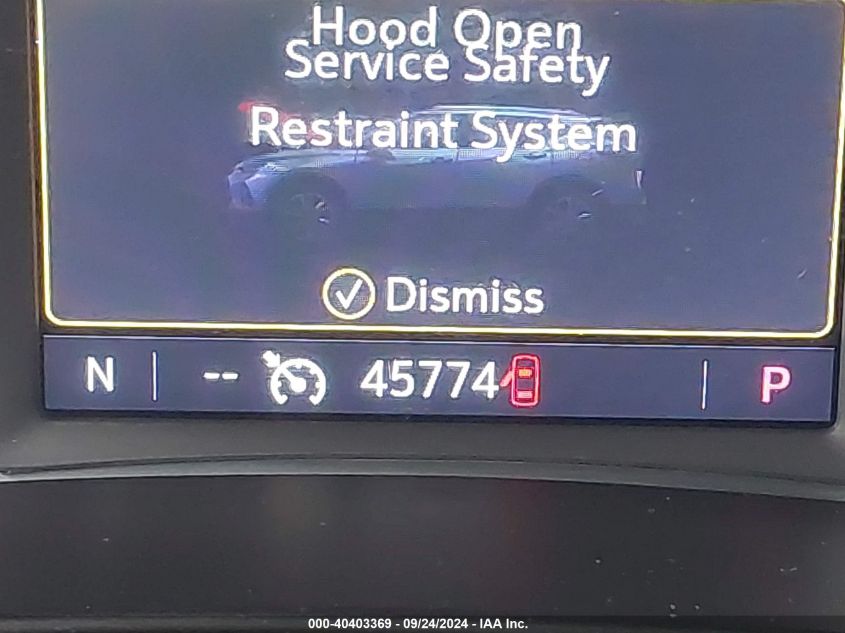 Hood Open
Service Safety
Restraint System
Dismiss
N -- 45774 P
000-40403369 - 09/24/2024 - IAA Inc.